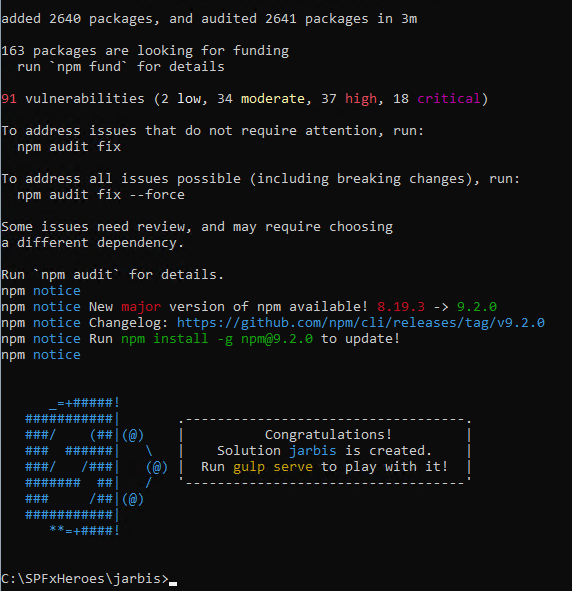 added 2640 packages, and audited 2641 packages in 3m
163 packages are looking for funding
  run `npm fund` for details
91 vulnerabilities (2 low, 34 moderate, 37 high, 18 critical)
To address issues that do not require attention, run:
  npm audit fix
To address all issues possible (including breaking changes), run:
  npm audit fix --force
Some issues need review, and may require choosing
a different dependency.
Run `npm audit` for details.
npm notice
npm notice New major version of npm available! 8.19.3 -> 9.2.0
npm notice Changelog: https://github.com/npm/cli/releases/tag/v9.2.0
npm notice Run npm install -g npm@9.2.0 to update!
npm notice
      _=+#####!
   ###########|       .-----------------------------------.
   ###/    (##|(@)    |          Congratulations!         |
   ###  ######|   \   |    Solution jarbis is created.    |
   ###/   /###|   (@) |  Run gulp serve to play with it!  |
   #######  ##|   /   '-----------------------------------'
   ###     /##|(@)
   ###########|
      **=+####!
C:\SPFxHeroes\jarbis>